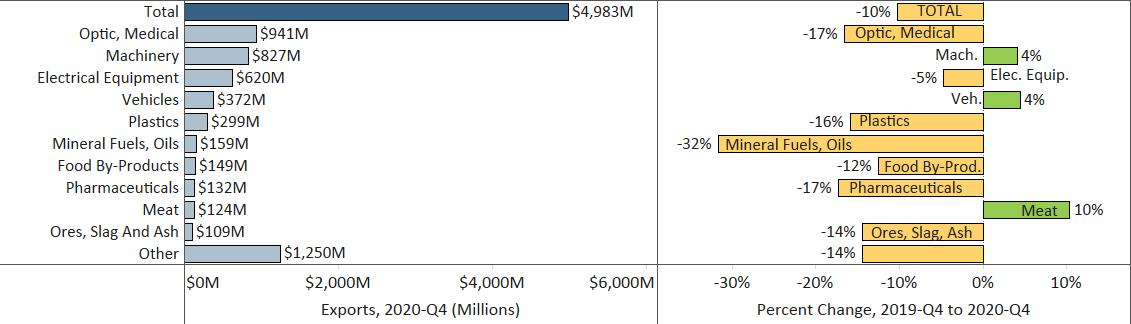 Total $4,983M -10% TOTAL
Optic, Medical $941M -17% Optic, Medical
Machinery $827M Mach. 4%
Electrical Equipment $620M -5% Elec. Equip.
Vehicles $372M Veh. 4%
Plastics $299M -16% Plastics
Mineral Fuels, Oils $159M -32% Mineral Fuels, Oils
Food By-Products $149M -12% Food By-Prod.
Pharmaceuticals $132M -17% Pharmaceuticals
Meat $124M Meat 10%
Ores, Slag And Ash $109M -14% Ores, Slag, Ash
Other $1,250M -14%
$0M $2,000M $4,000M $6,000M -30% -20% -10% 0% 10%
Exports, 2020-Q4 (Millions) Percent Change, 2019-Q4 to 2020-Q4